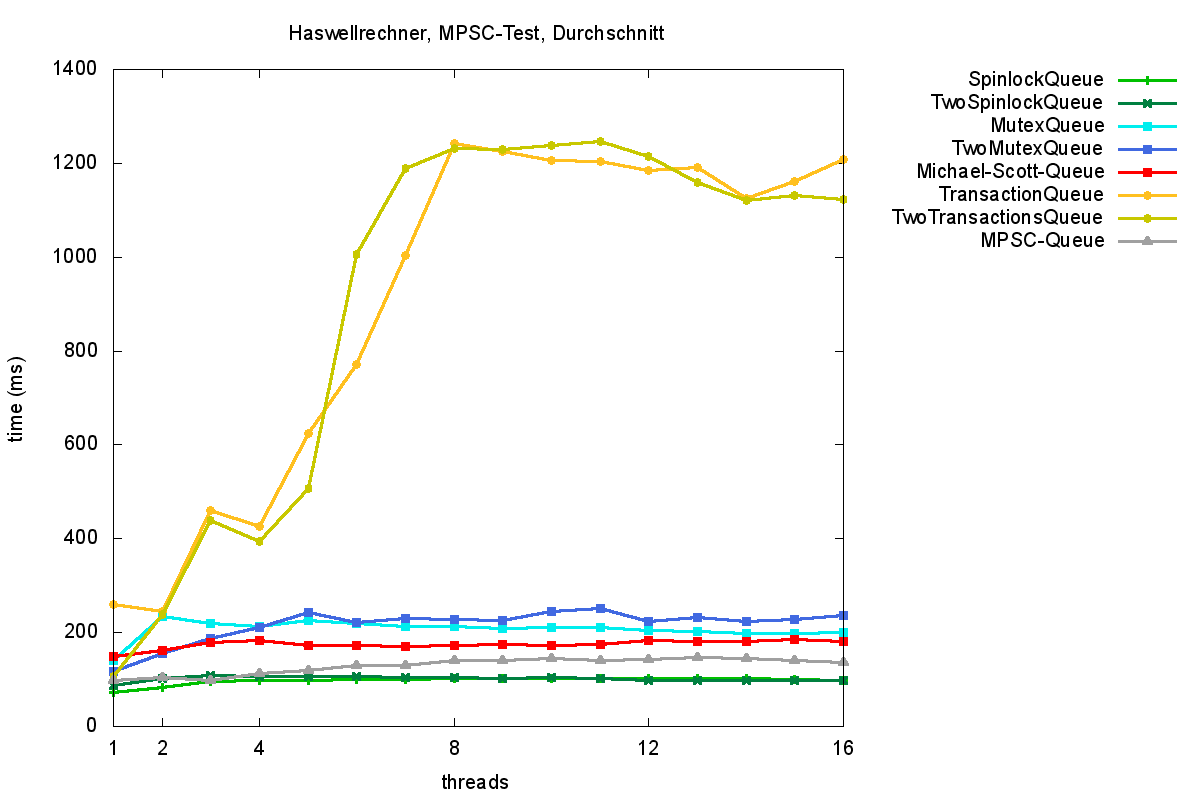 Haswellrechner, MPSC-Test, Durchschnitt
1400
1200
1000
800
600
400
200
0
time (ms)
1 2 4 8 12 16
threads
SpinlockQueue
TwoSpinlockQueue
MutexQueue
TwoMutexQueue
Michael-Scott-Queue
TransactionQueue
TwoTransactionsQueue
MPSC-Queue